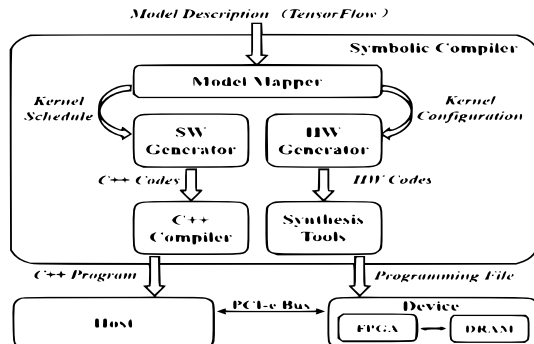 Model Description (TensorFlow)
Symbolic Compiler
Model Mapper
Kernel
Schedule
Kernel
Configuration
SW
Generator
HW
Generator
C++ Codes
HW Codes
C++
Compiler
Synthesis
Tools
C++ Program
Programming File
Host
PCI-e Bus
Device
FPGA
DRAM